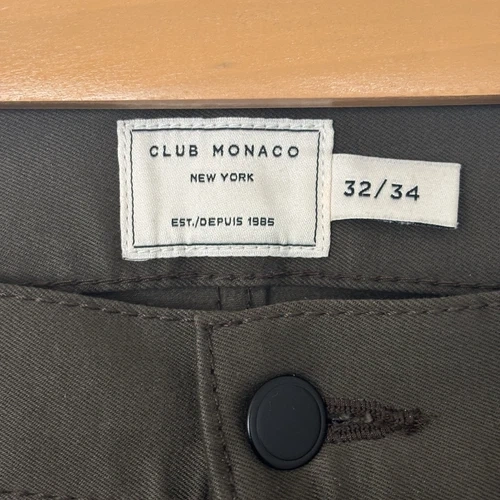 CLUB MONACO
NEW YORK
EST./DEPUIS 1985
32/34